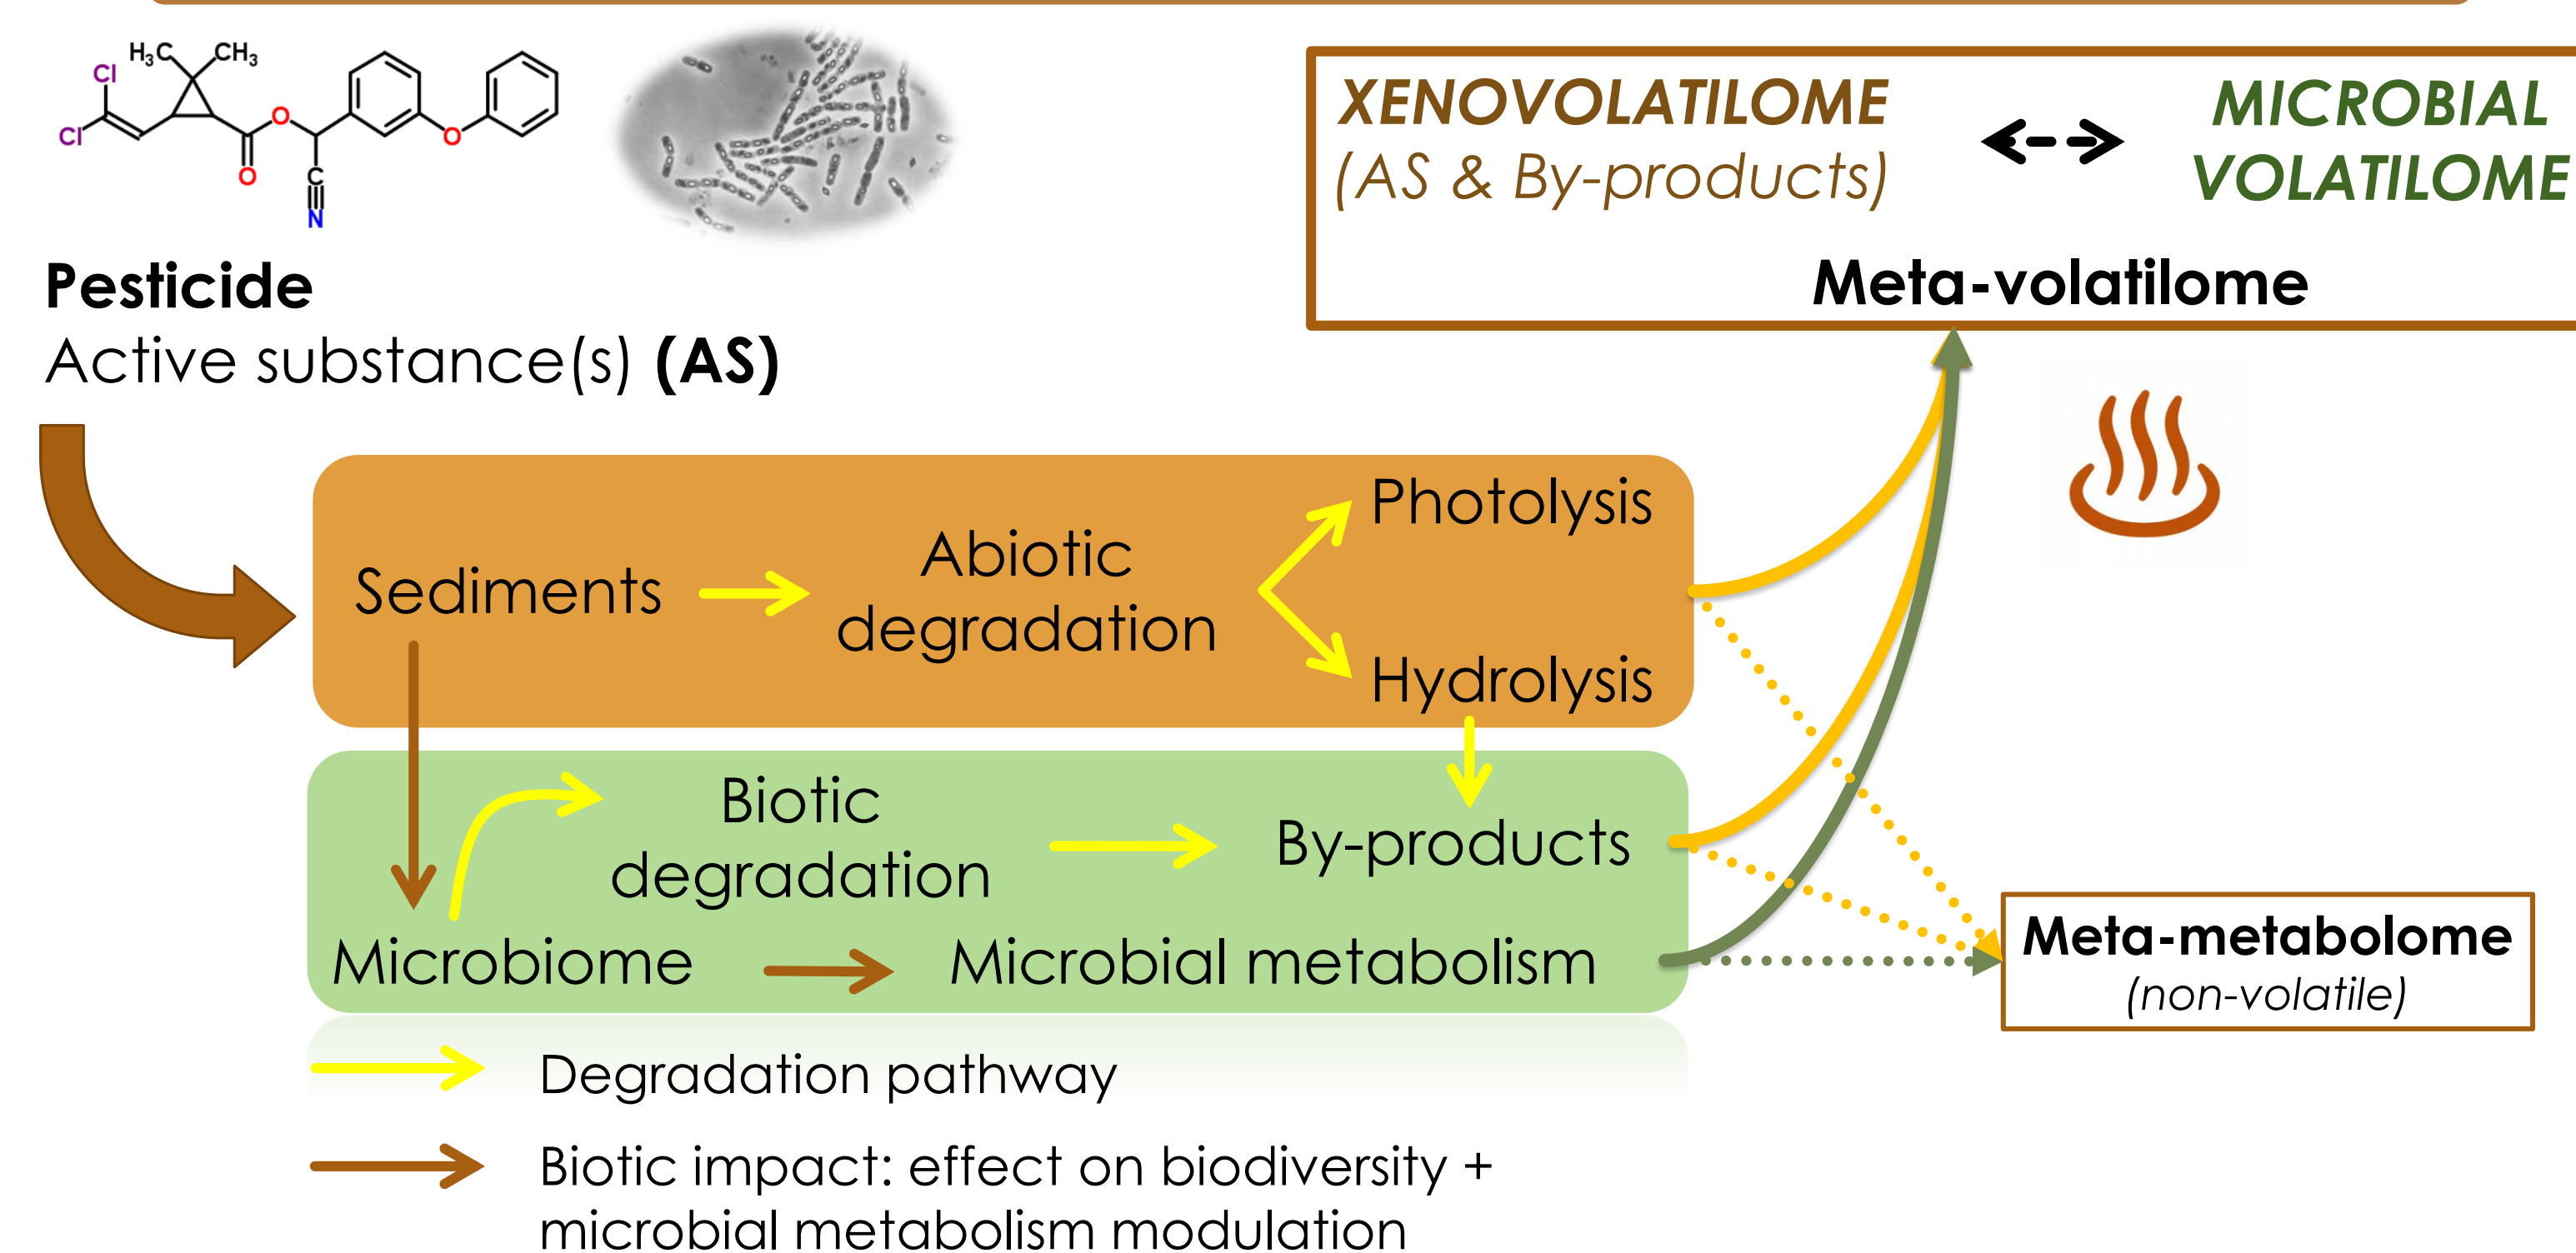 H₃C CH₃
Cl
Cl
O
O
O
C
N
XENOVOLATILOME
(AS & By-products)
MICROBIAL
VOLATILOME
Meta-volatilome
Pesticide
Active substance(s) (AS)
Photolysis
Abiotic
degradation
Sediments
Hydrolysis
Biotic
degradation
By-products
Microbiome
Microbial metabolism
Meta-metabolome
(non-volatile)
Degradation pathway
Biotic impact: effect on biodiversity +
microbial metabolism modulation